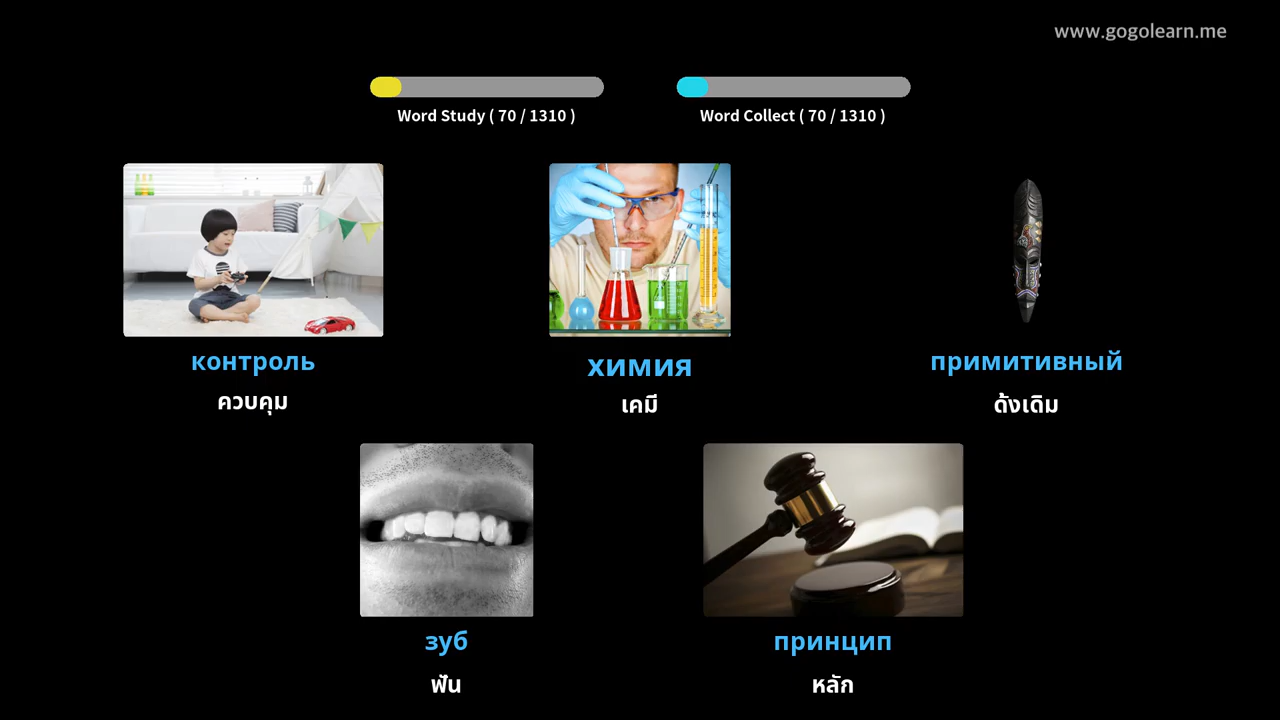 www.gogolearn.me
Word Study ( 70 / 1310 )
Word Collect ( 70 / 1310 )
контроль
ควบคุม
химия
เคมี
примитивный
ดั้งเดิม
зуб
ฟัน
принцип
หลัก